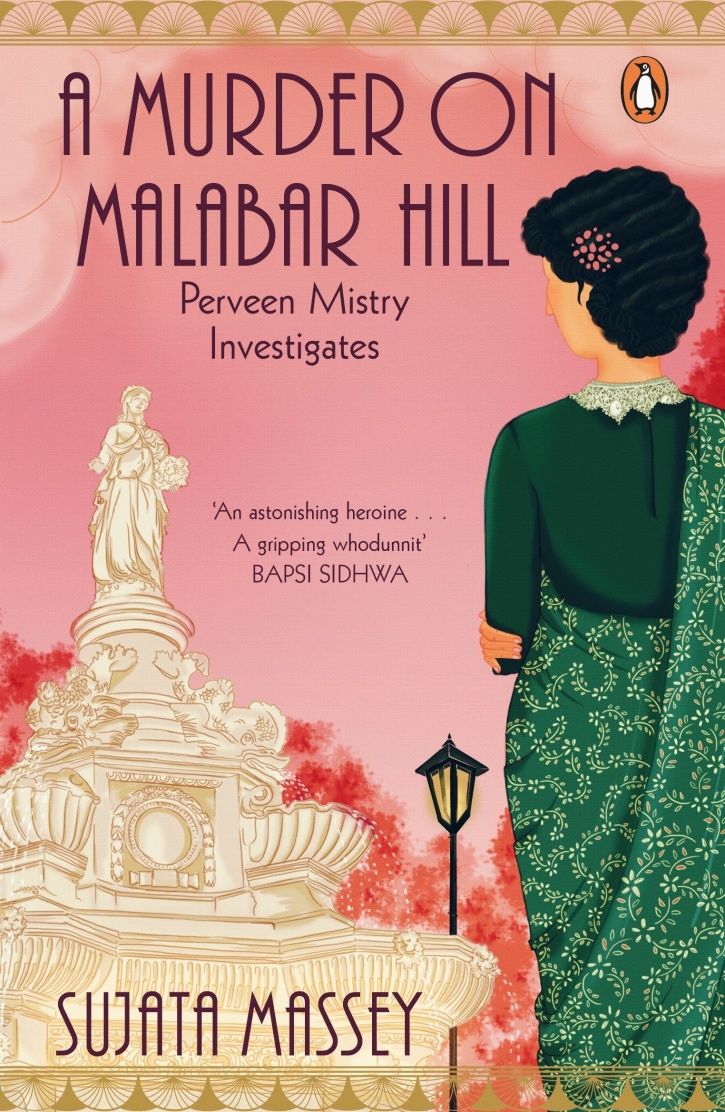 A MURDER ON
MALABAR HILL
Perveen Mistry
Investigates
‘An astonishing heroine . . .
A gripping whodunnit’
BAPSI SIDHWA
SUJATA MASSEY